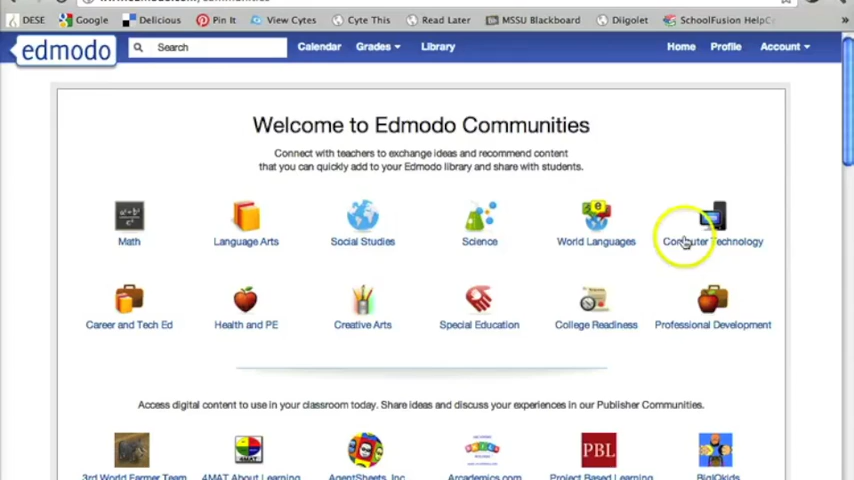 DESE Google Delicious Pin It View Cytes Cyte This Read Later MSSU Blackboard Diigolet SchoolFusion HelpC
edmodo Search Calendar Grades Library Home Profile Account
Welcome to Edmodo Communities
Connect with teachers to exchange ideas and recommend content
that you can quickly add to your Edmodo library and share with students.
Math Language Arts Social Studies Science World Languages Computer Technology
Career and Tech Ed Health and PE Creative Arts Special Education College Readiness Professional Development
Access digital content to use in your classroom today. Share ideas and discuss your experiences in our Publisher Communities.
4MAT PBL
3rd World Farmer Team 4MAT About Learning AgentSheets, Inc. Arcademics.com Project Based Learning BigIQkids